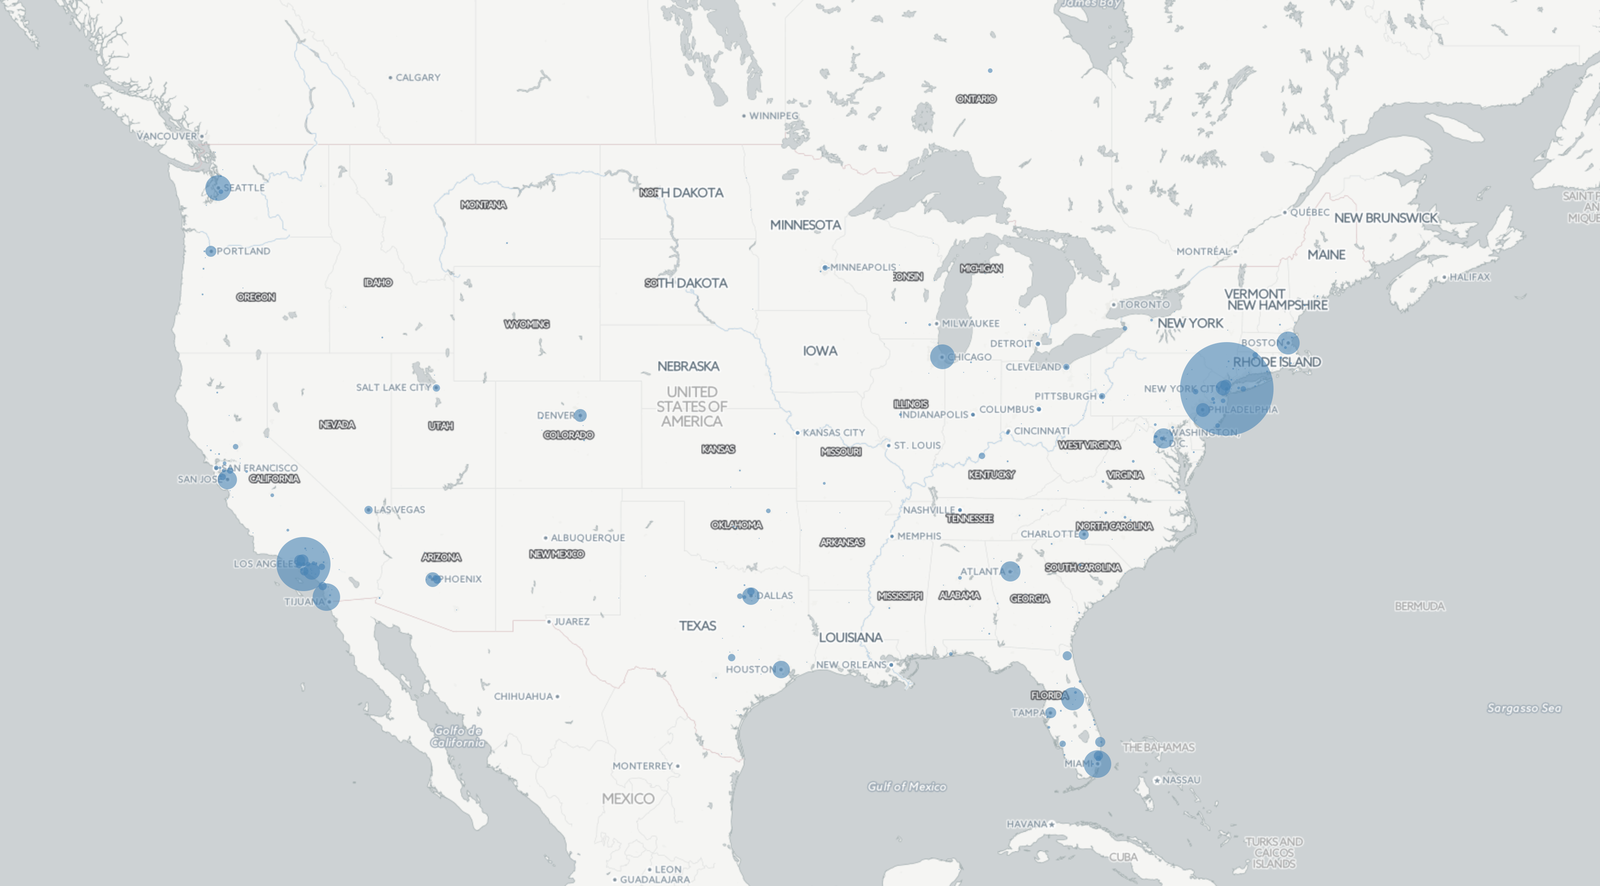 James Bay
CALGARY
ONTARIO
WINNIPEG
VANCOUVER
SEATTLE
NORTH DAKOTA
MONTANA
MINNESOTA
QUÉBEC
NEW BRUNSWICK
SAINT P
AN
MIQUE
PORTLAND
MONTRÉAL
MAINE
MINNEAPOLIS
CONSIN
MICHIGAN
HALIFAX
OREGON
IDAHO
SOTH DAKOTA
VERMONT
NEW HAMPSHIRE
TORONTO
WYOMING
MILWAUKEE
NEW YORK
DETROIT
BOSTON
IOWA
CHICAGO
RHODE ISLAND
NEBRASKA
CLEVELAND
SALT LAKE CITY
UNITED
STATES OF
AMERICA
PITTSBURGH
NEW YORK CITY
ILLINOIS
INDIANAPOLIS
COLUMBUS
PHILADELPHIA
DENVER
NEVADA
UTAH
COLORADO
KANSAS CITY
CINCINNATI
WASHINGTON,
D.C.
KANSAS
MISSOURI
ST. LOUIS
WEST VIRGINIA
SAN FRANCISCO
SAN JOSE
CALIFORNIA
KENTUCKY
VIRGINIA
LAS VEGAS
NASHVILLE
TENNESSEE
OKLAHOMA
NORTH CAROLINA
ALBUQUERQUE
ARKANSAS
MEMPHIS
CHARLOTTE
ARIZONA
NEW MEXICO
LOS ANGELES
PHOENIX
ATLANTA
SOUTH CAROLINA
TIJUANA
DALLAS
MISSISSIPPI
ALABAMA
GEORGIA
BERMUDA
JUAREZ
TEXAS
LOUISIANA
HOUSTON
NEW ORLEANS
CHIHUAHUA
FLORIDA
TAMPA
Sargasso Sea
Golfo de
California
THE BAHAMAS
MONTERREY
MIAMI
NASSAU
Gulf of Mexico
MEXICO
HAVANA
CUBA
TURKS AND
CAICOS
ISLANDS
LEON
GUADALAJARA